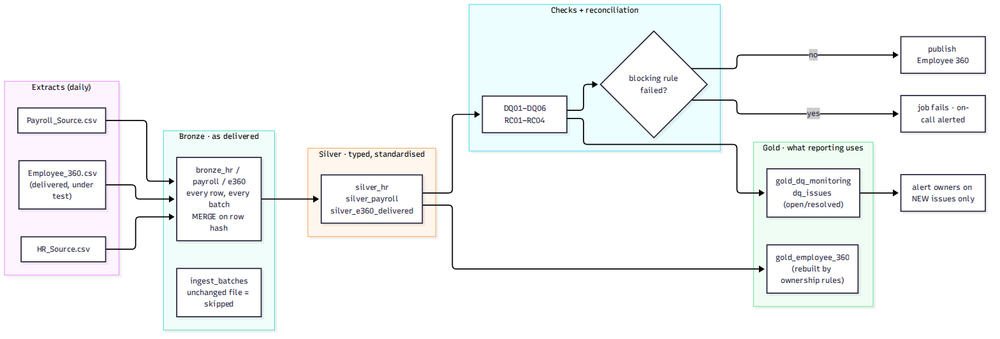 Extracts (daily)
Payroll_Source.csv
Employee_360.csv
(delivered, under
test)
HR_Source.csv
Bronze · as delivered
bronze_hr /
payroll / e360
every row, every
batch
MERGE on row
hash
ingest_batches
unchanged file =
skipped
Silver · typed, standardised
silver_hr
silver_payroll
silver_e360_delivered
Checks + reconciliation
DQ01–DQ06
RC01–RC04
blocking rule
failed?
no
yes
publish
Employee 360
job fails · on-
call alerted
Gold · what reporting uses
gold_dq_monitoring
dq_issues
(open/resolved)
gold_employee_360
(rebuilt by
ownership rules)
alert owners on
NEW issues only